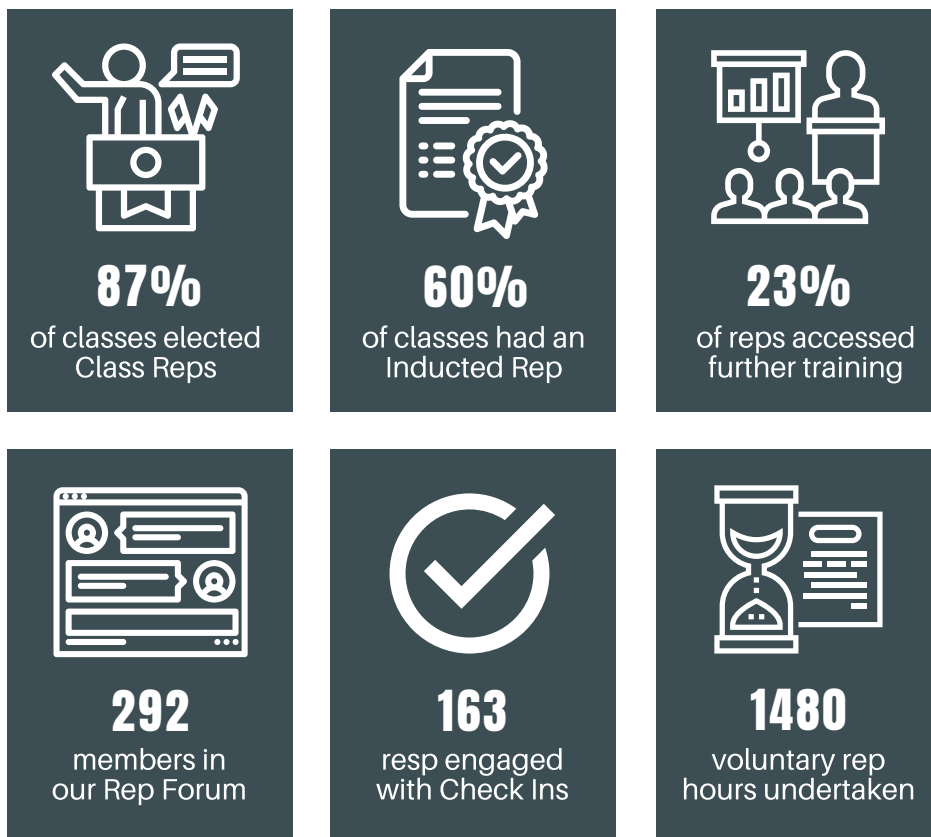 87%
of classes elected
Class Reps
60%
of classes had an
Inducted Rep
23%
of reps accessed
further training
292
members in
our Rep Forum
163
resp engaged
with Check Ins
1480
voluntary rep
hours undertaken